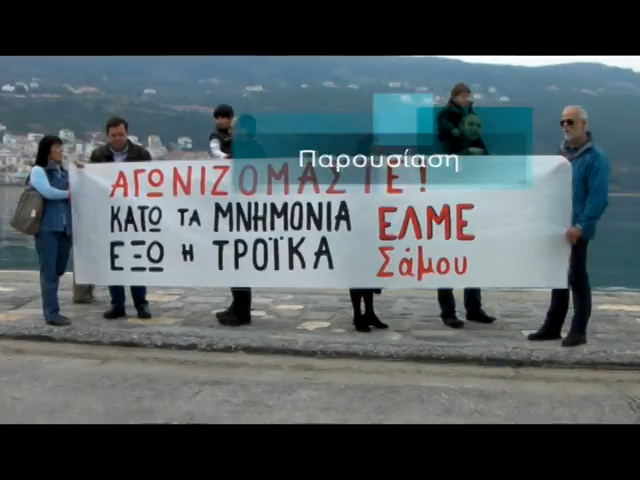 Παρουσίαση
ΑΓΩΝΙΖΟΜΑΣΤΕ!
ΚΑΤΩ ΤΑ ΜΝΗΜΟΝΙΑ
ΕΞΩ Η ΤΡΟΪΚΑ
ΕΛΜΕ
Σάμου